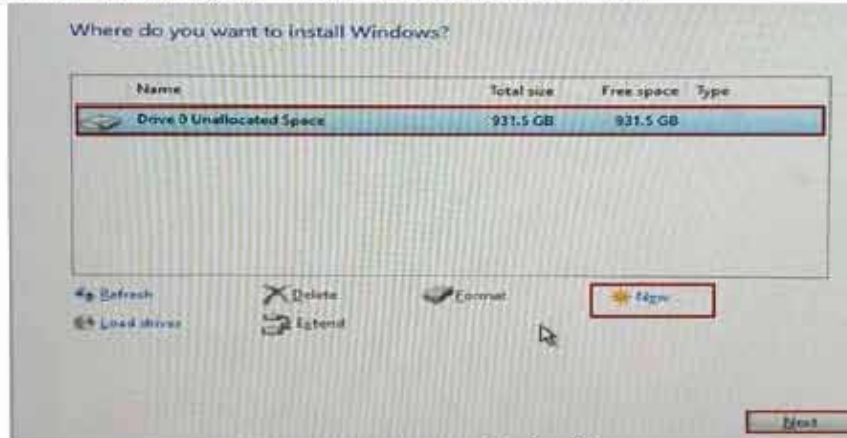 Where do you want to install Windows?
Name Total size Free space Type
Drive 0 Unallocated Space 931.5 GB 931.5 GB
Refresh Delete Format New
Load driver Extend
Next